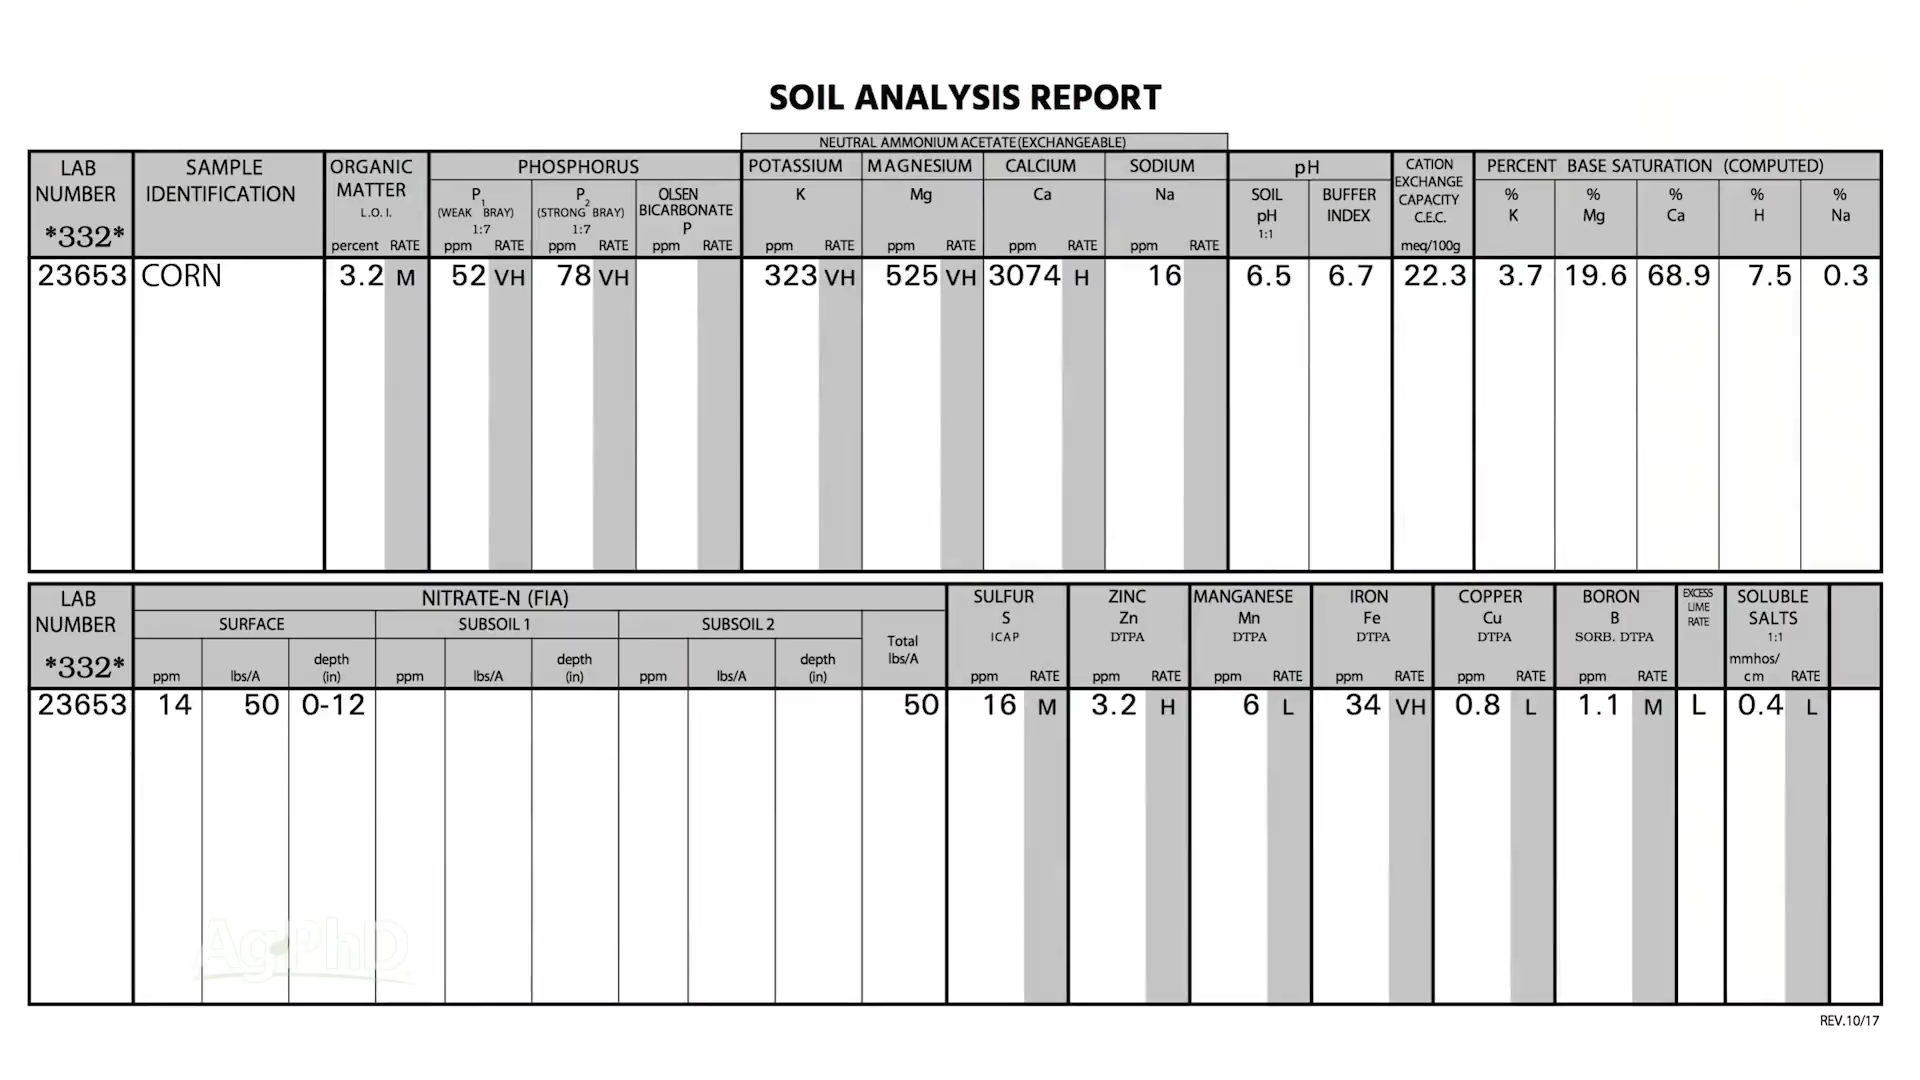 SOIL ANALYSIS REPORT
NEUTRAL AMMONIUM ACETATE (EXCHANGEABLE)
LAB NUMBER *332* SAMPLE IDENTIFICATION ORGANIC MATTER L.O.I. percent RATE PHOSPHORUS P1 (WEAK BRAY) 1:7 ppm RATE P2 (STRONG BRAY) 1:7 ppm RATE OLSEN BICARBONATE P ppm RATE POTASSIUM K ppm RATE MAGNESIUM Mg ppm RATE CALCIUM Ca ppm RATE SODIUM Na ppm RATE pH SOIL pH 1:1 BUFFER INDEX CATION EXCHANGE CAPACITY C.E.C. meq/100g PERCENT BASE SATURATION (COMPUTED) % K % Mg % Ca % H % Na
23653 CORN 3.2 M 52 VH 78 VH 323 VH 525 VH 3074 H 16 6.5 6.7 22.3 3.7 19.6 68.9 7.5 0.3
LAB NUMBER *332* NITRATE-N (FIA) SURFACE ppm lbs/A depth (in) SUBSOIL 1 ppm lbs/A depth (in) SUBSOIL 2 ppm lbs/A depth (in) Total lbs/A SULFUR S ICAP ppm RATE ZINC Zn DTPA ppm RATE MANGANESE Mn DTPA ppm RATE IRON Fe DTPA ppm RATE COPPER Cu DTPA ppm RATE BORON B SORB. DTPA ppm RATE EXCESS LIME RATE SOLUBLE SALTS 1:1 mmhos/cm RATE
23653 14 50 0-12 50 16 M 3.2 H 6 L 34 VH 0.8 L 1.1 M L 0.4 L
AgPhD
REV.10/17